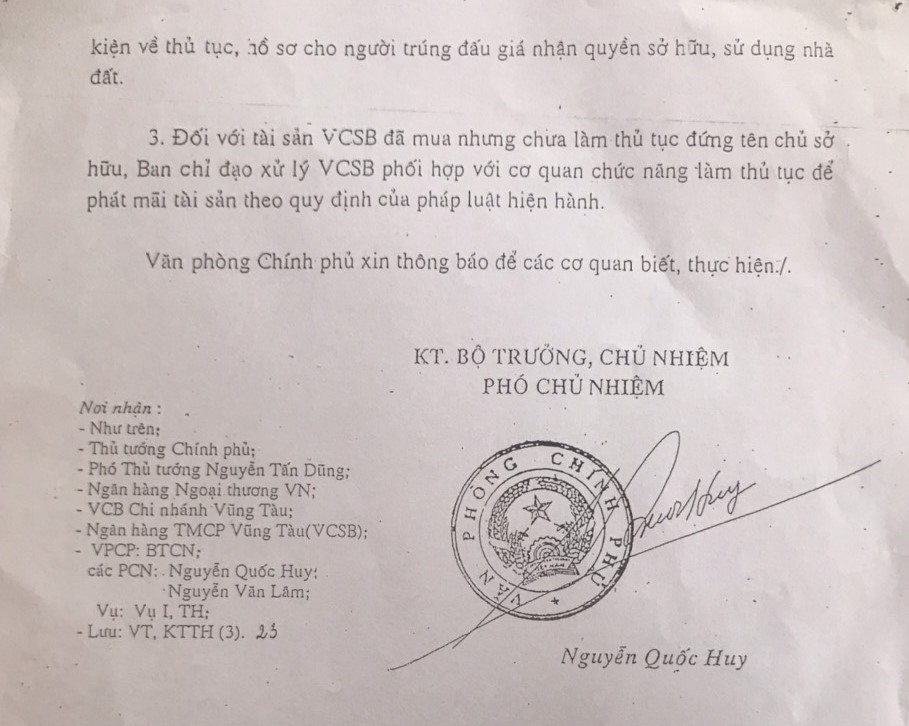 kiện về thủ tục, hồ sơ cho người trúng đấu giá nhận quyền sở hữu, sử dụng nhà
đất.
3. Đối với tài sản VCSB đã mua nhưng chưa làm thủ tục đứng tên chủ sở
hữu, Ban chỉ đạo xử lý VCSB phối hợp với cơ quan chức năng làm thủ tục để
phát mãi tài sản theo quy định của pháp luật hiện hành.
Văn phòng Chính phủ xin thông báo để các cơ quan biết, thực hiện./.
KT. BỘ TRƯỞNG, CHỦ NHIỆM
PHÓ CHỦ NHIỆM
Nơi nhận :
- Như trên;
- Thủ tướng Chính phủ;
- Phó Thủ tướng Nguyễn Tấn Dũng;
- Ngân hàng Ngoại thương VN;
- VCB Chi nhánh Vũng Tàu;
- Ngân hàng TMCP Vũng Tàu(VCSB);
- VPCP: BTCN;
các PCN: Nguyễn Quốc Huy;
Nguyễn Văn Lâm;
Vụ: Vụ I, TH;
- Lưu: VT, KTTH (3). 25
VĂN PHÒNG CHÍNH PHỦ
Nguyễn Quốc Huy